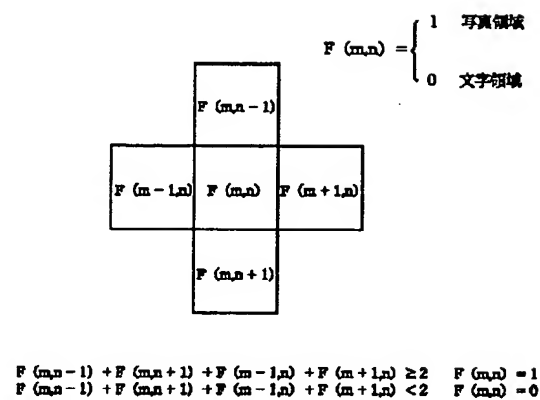 1 写真領域
F (m,n) =
0 文字領域
F (m,n-1)
F (m-1,n) F (m,n) F (m+1,n)
F (m,n+1)
F (m,n-1) +F (m,n+1) +F (m-1,n) +F (m+1,n) ≥2 F (m,n) =1
F (m,n-1) +F (m,n+1) +F (m-1,n) +F (m+1,n) <2 F (m,n) =0